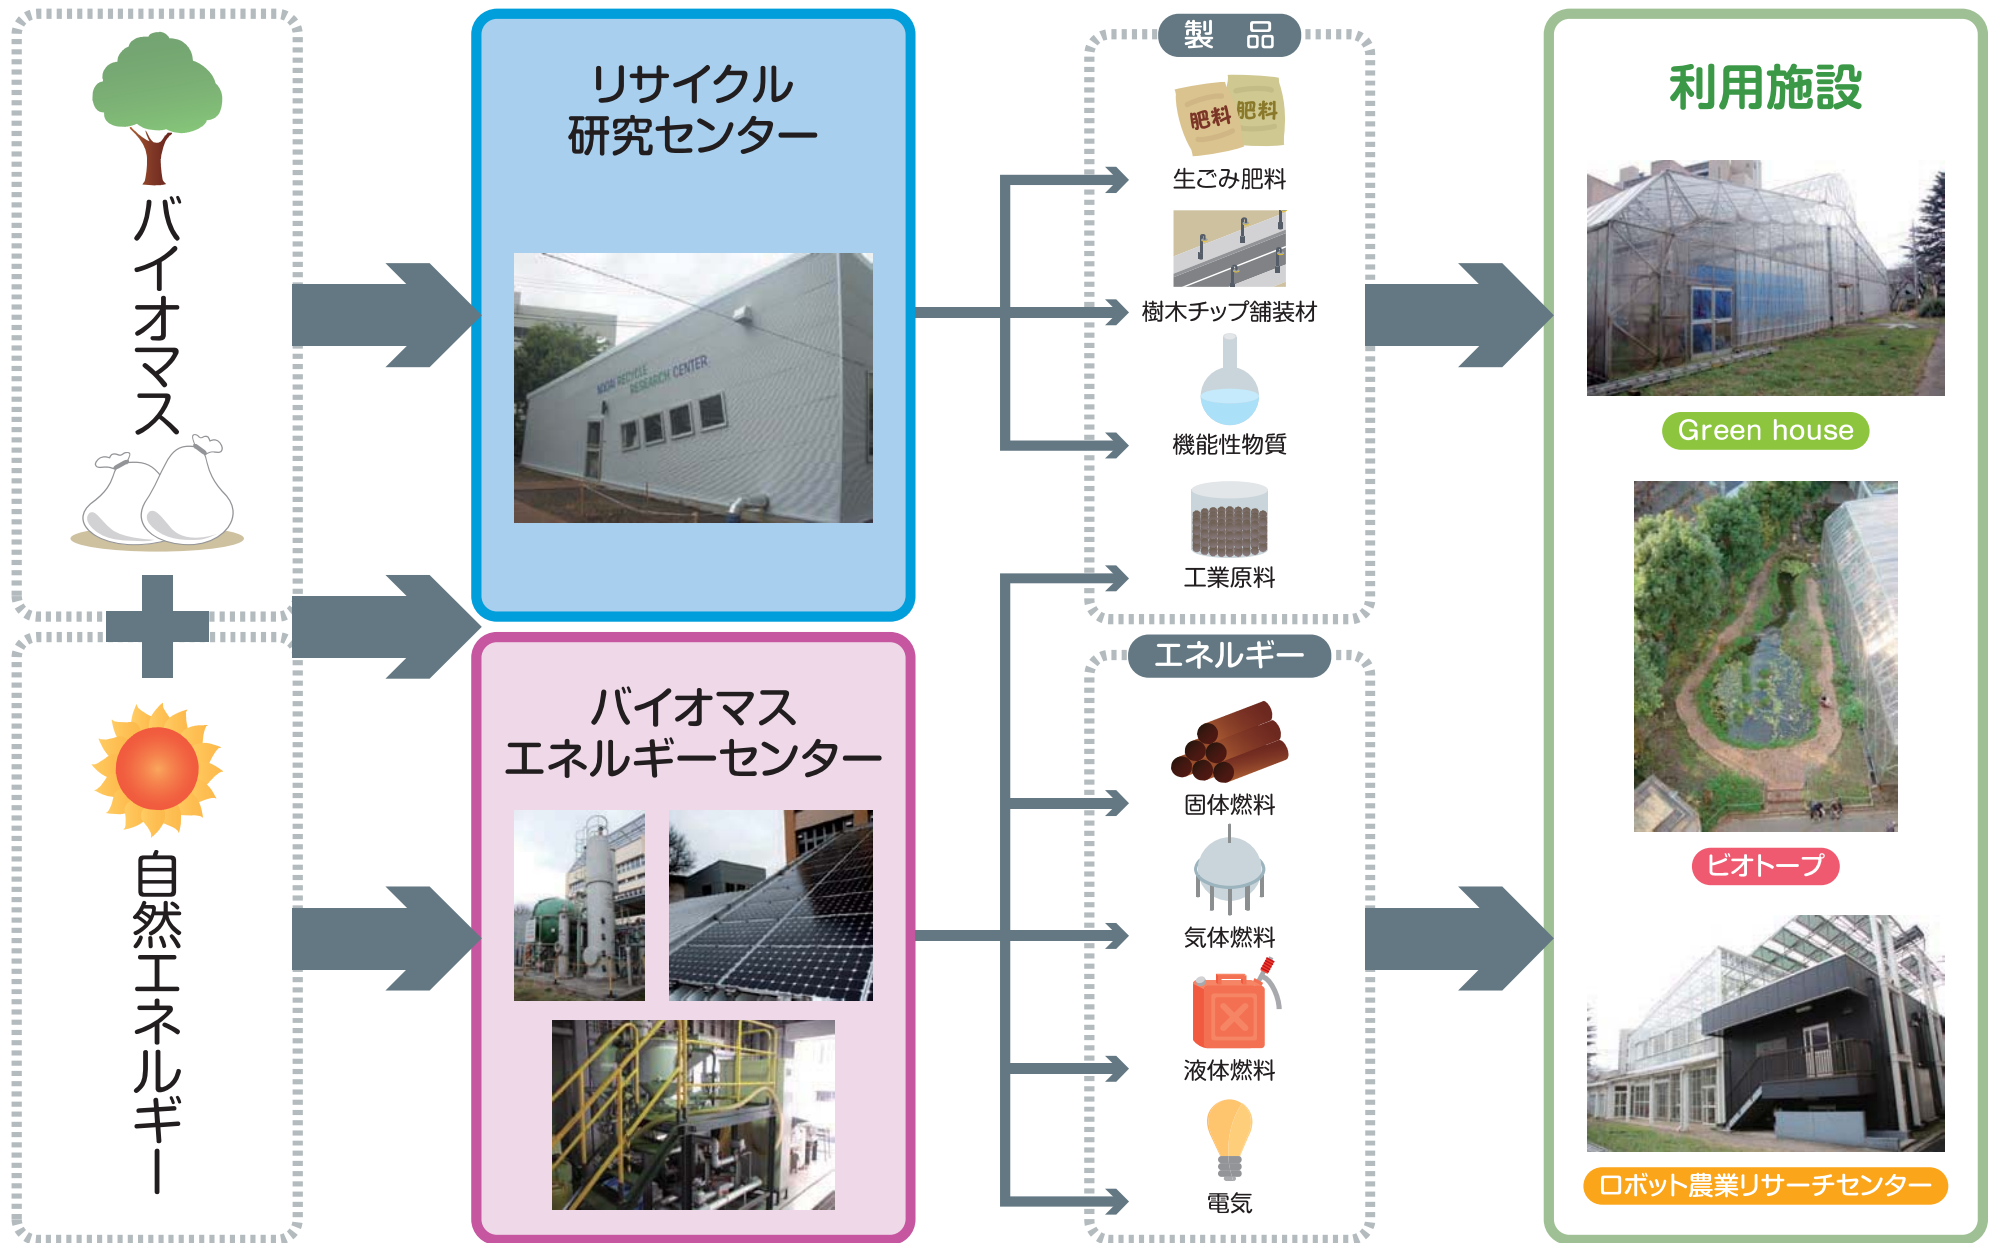 バイオマス
自然エネルギー
リサイクル
研究センター
NODAI RECYCLE
RESEARCH CENTER
バイオマス
エネルギーセンター
製品
肥料
肥料
生ごみ肥料
樹木チップ舗装材
機能性物質
工業原料
エネルギー
固体燃料
気体燃料
液体燃料
電気
利用施設
Green house
ビオトープ
ロボット農業リサーチセンター